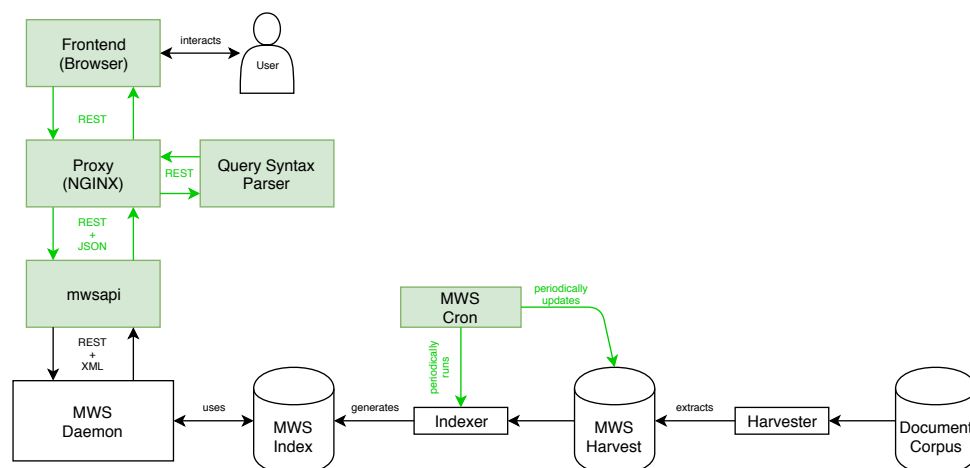 Frontend
(Browser)
interacts
User
REST
Proxy
(NGINX)
REST
Query Syntax
Parser
REST
+
JSON
mwsapi
MWS
Cron
periodically
updates
periodically
runs
REST
+
XML
MWS
Daemon
uses
MWS
Index
generates
Indexer
MWS
Harvest
extracts
Harvester
Document
Corpus